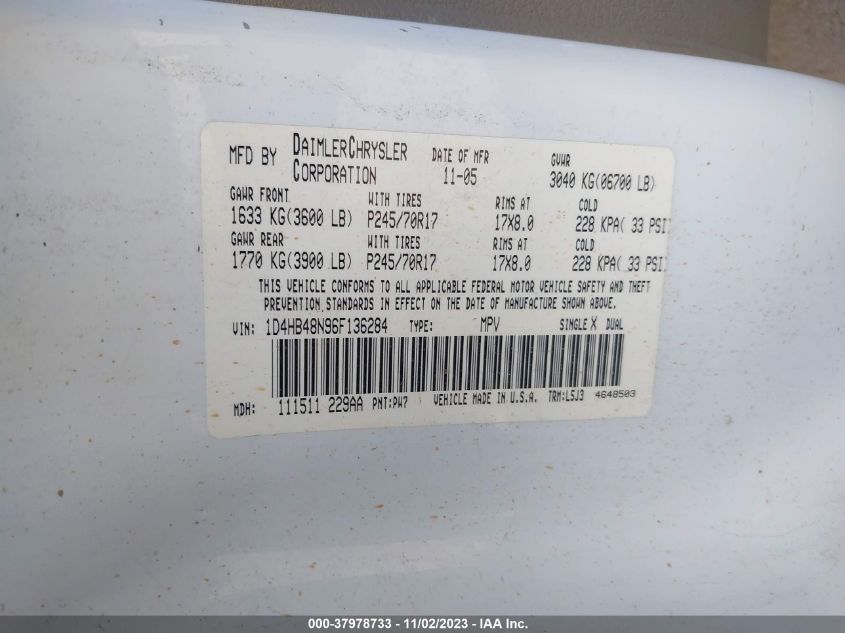 MFD BY DAIMLERCHRYSLER CORPORATION DATE OF MFR 11-05 GVWR 3040 KG(06700 LB)
GAWR FRONT WITH TIRES RIMS AT COLD
1633 KG(3600 LB) P245/70R17 17X8.0 228 KPA( 33 PSI)
GAWR REAR WITH TIRES RIMS AT COLD
1770 KG(3900 LB) P245/70R17 17X8.0 228 KPA( 33 PSI)
THIS VEHICLE CONFORMS TO ALL APPLICABLE FEDERAL MOTOR VEHICLE SAFETY AND THEFT
PREVENTION STANDARDS IN EFFECT ON THE DATE OF MANUFACTURE SHOWN ABOVE.
VIN: 1D4HB48N96F136284 TYPE: MPV SINGLE X DUAL
MDH: 111511 229AA PNT:PW7 VEHICLE MADE IN U.S.A. TRM:L5J3 4648503
000-37978733 - 11/02/2023 - IAA Inc.